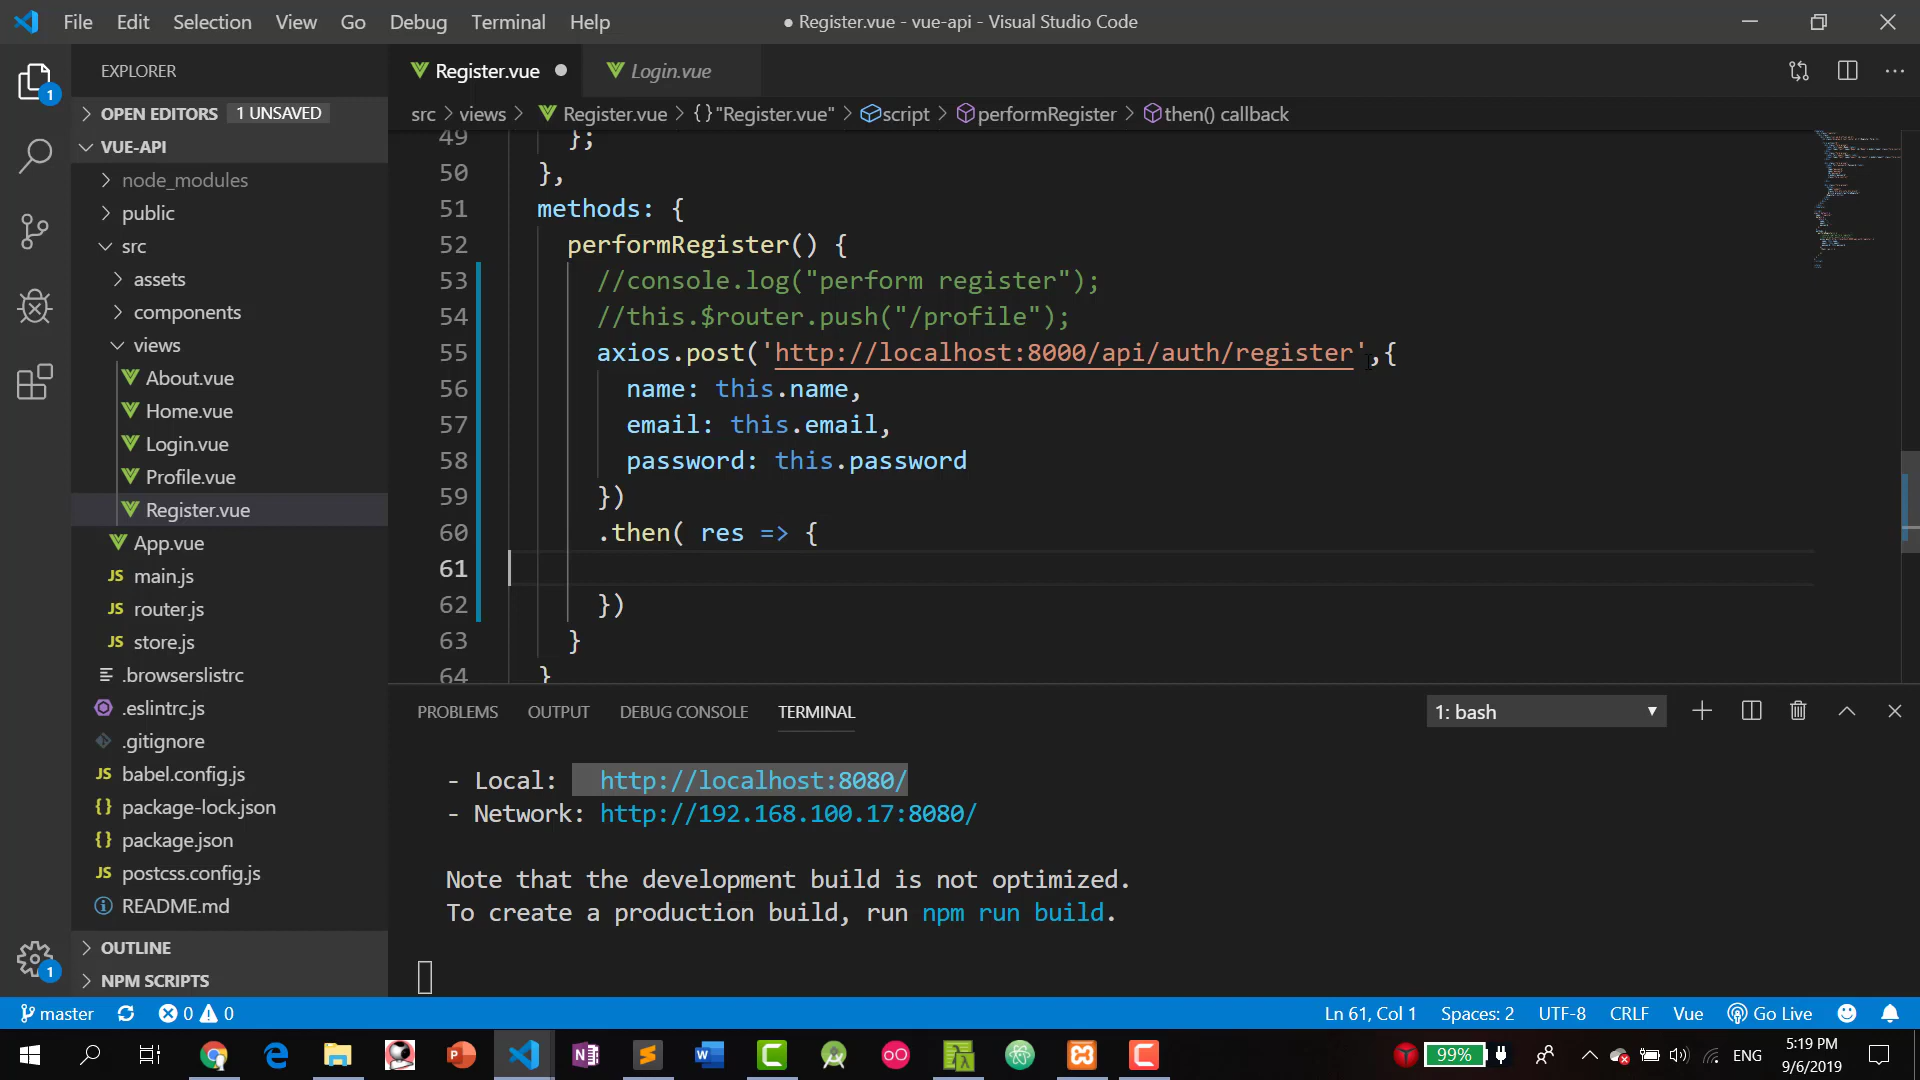 File Edit Selection View Go Debug Terminal Help
● Register.vue - vue-api - Visual Studio Code
EXPLORER
OPEN EDITORS 1 UNSAVED
VUE-API
node_modules
public
src
assets
components
views
About.vue
Home.vue
Login.vue
Profile.vue
Register.vue
App.vue
JS main.js
JS router.js
JS store.js
.browserslistrc
.eslintrc.js
.gitignore
JS babel.config.js
{} package-lock.json
{} package.json
JS postcss.config.js
README.md
OUTLINE
NPM SCRIPTS
1
1
Register.vue ● Login.vue
src > views > Register.vue > {} "Register.vue" > script > performRegister > then() callback
49 };
50 },
51 methods: {
52 performRegister() {
53 //console.log("perform register");
54 //this.$router.push("/profile");
55 axios.post('http://localhost:8000/api/auth/register',{
56 name: this.name,
57 email: this.email,
58 password: this.password
59 })
60 .then( res => {
61
62 })
63 }
64 }
PROBLEMS OUTPUT DEBUG CONSOLE TERMINAL
1: bash
- Local: http://localhost:8080/
- Network: http://192.168.100.17:8080/
Note that the development build is not optimized.
To create a production build, run npm run build.
master 0 0
Ln 61, Col 1 Spaces: 2 UTF-8 CRLF Vue Go Live
99% ENG
5:19 PM
9/6/2019